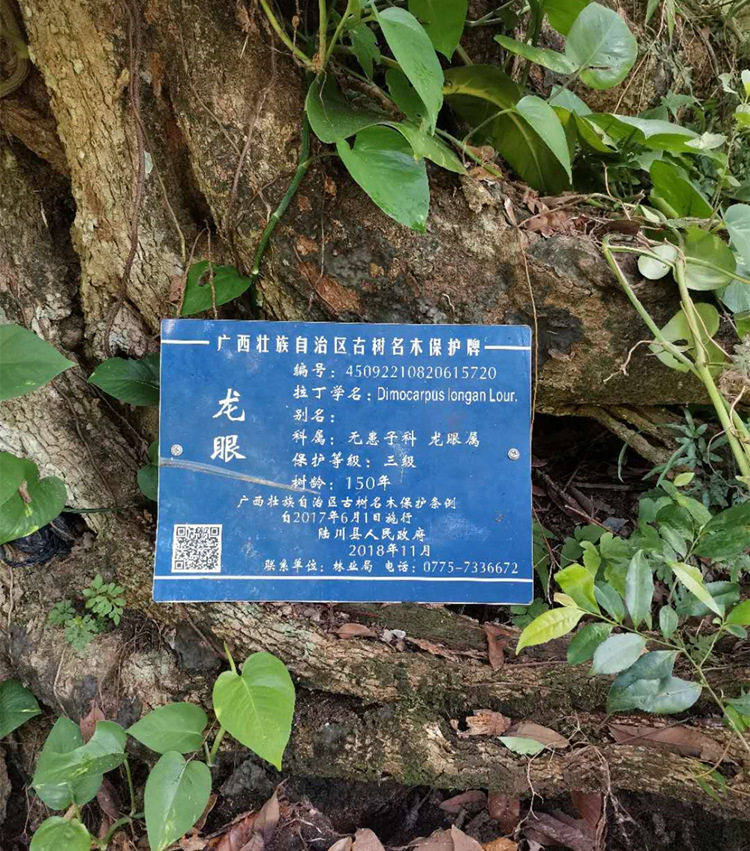 广西壮族自治区古树名木保护牌
龙眼
编号：45092210820615720
拉丁学名：Dimocarpus longan Lour.
别名：
科属：无患子科 龙眼属
保护等级：三级
树龄：150年
广西壮族自治区古树名木保护条例
自2017年6月1日施行
陆川县人民政府
2018年11月
联系单位：林业局 电话：0775-7336672